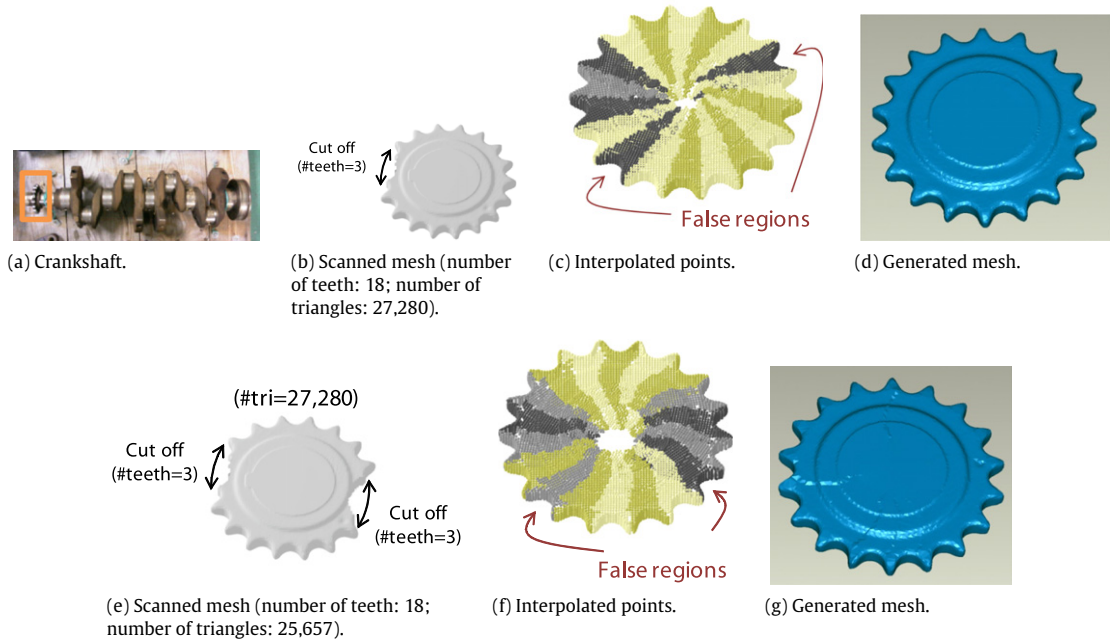 Cut off
(#teeth=3)
False regions
(a) Crankshaft.
(b) Scanned mesh (number
of teeth: 18; number of
triangles: 27,280).
(c) Interpolated points.
(d) Generated mesh.
(#tri=27,280)
Cut off
(#teeth=3)
Cut off
(#teeth=3)
False regions
(e) Scanned mesh (number of teeth: 18;
number of triangles: 25,657).
(f) Interpolated points.
(g) Generated mesh.